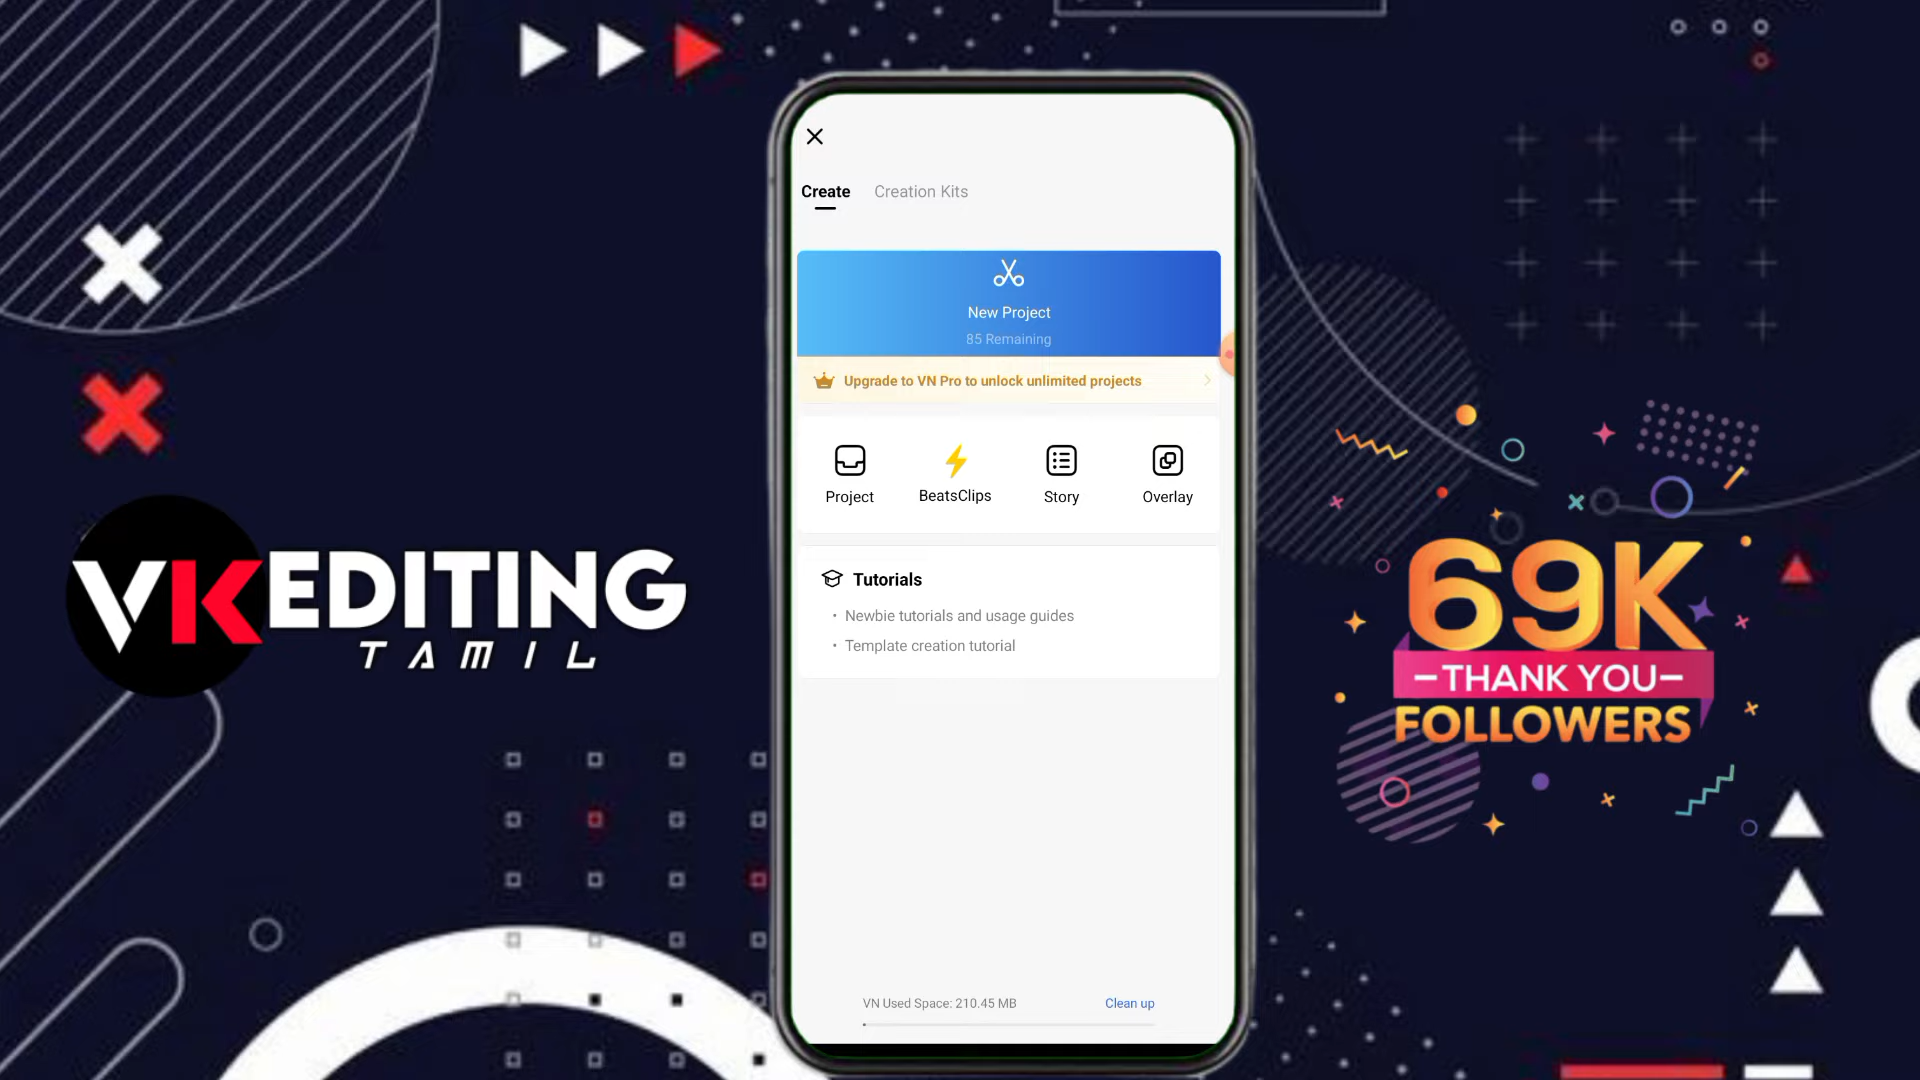 Create Creation Kits
New Project
85 Remaining
Upgrade to VN Pro to unlock unlimited projects
Project BeatsClips Story Overlay
Tutorials
• Newbie tutorials and usage guides
• Template creation tutorial
VN Used Space: 210.45 MB Clean up
VK EDITING
TAMIL
69K
-THANK YOU-
FOLLOWERS